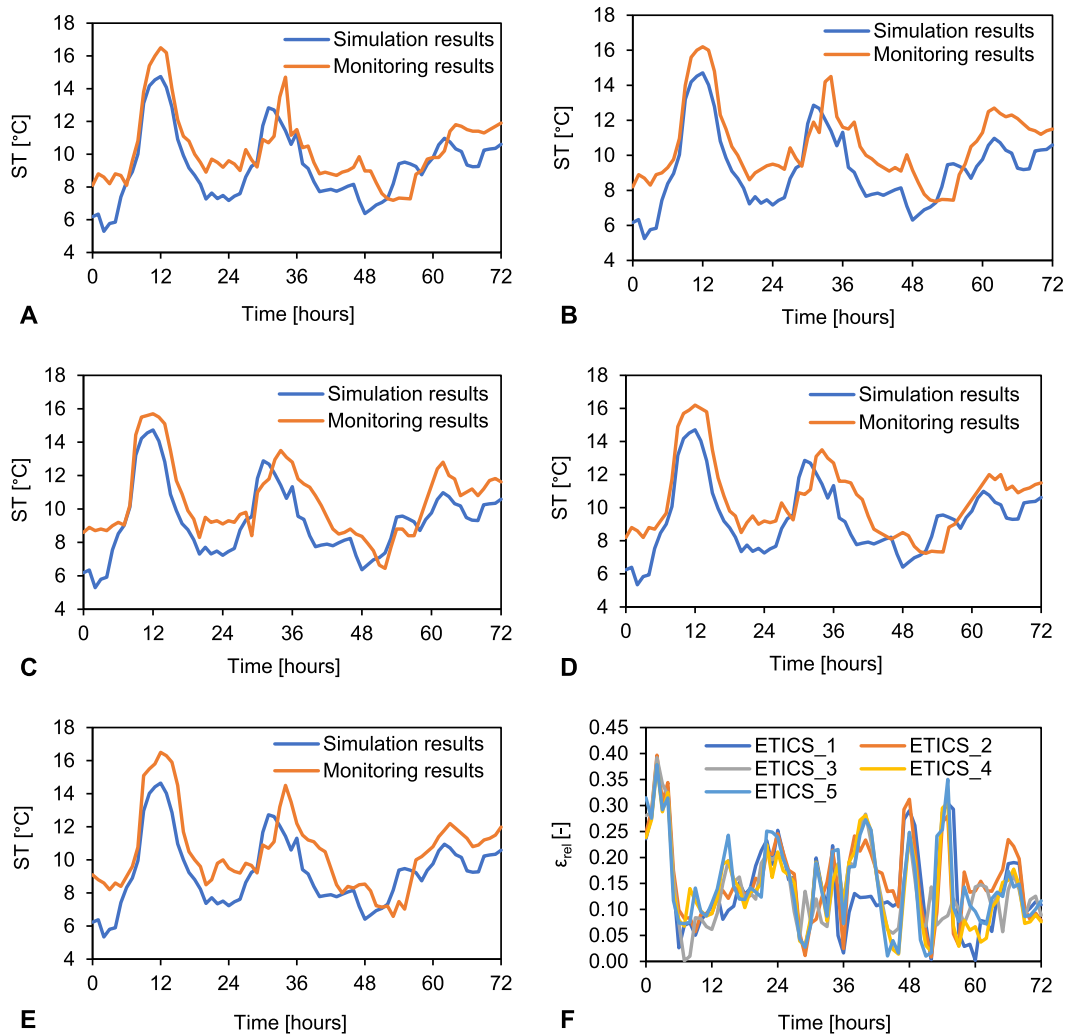 18
16
14
12
10
8
6
4
ST [°C]
Simulation results
Monitoring results
0 12 24 36 48 60 72
Time [hours]
A
18
16
14
12
10
8
6
4
ST [°C]
Simulation results
Monitoring results
0 12 24 36 48 60 72
Time [hours]
B
18
16
14
12
10
8
6
4
ST [°C]
Simulation results
Monitoring results
0 12 24 36 48 60 72
Time [hours]
C
18
16
14
12
10
8
6
4
ST [°C]
Simulation results
Monitoring results
0 12 24 36 48 60 72
Time [hours]
D
18
16
14
12
10
8
6
4
ST [°C]
Simulation results
Monitoring results
0 12 24 36 48 60 72
Time [hours]
E
0.45
0.40
0.35
0.30
0.25
0.20
0.15
0.10
0.05
0.00
εrel [-]
ETICS_1 ETICS_2
ETICS_3 ETICS_4
ETICS_5
0 12 24 36 48 60 72
Time [hours]
F